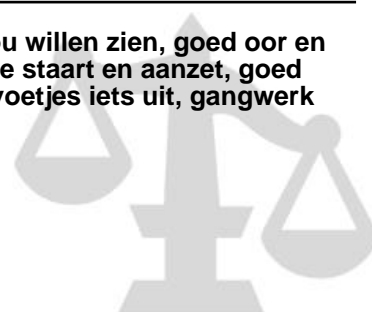 u willen zien, goed oor en
e staart en aanzet, goed
voetjes iets uit, gangwerk